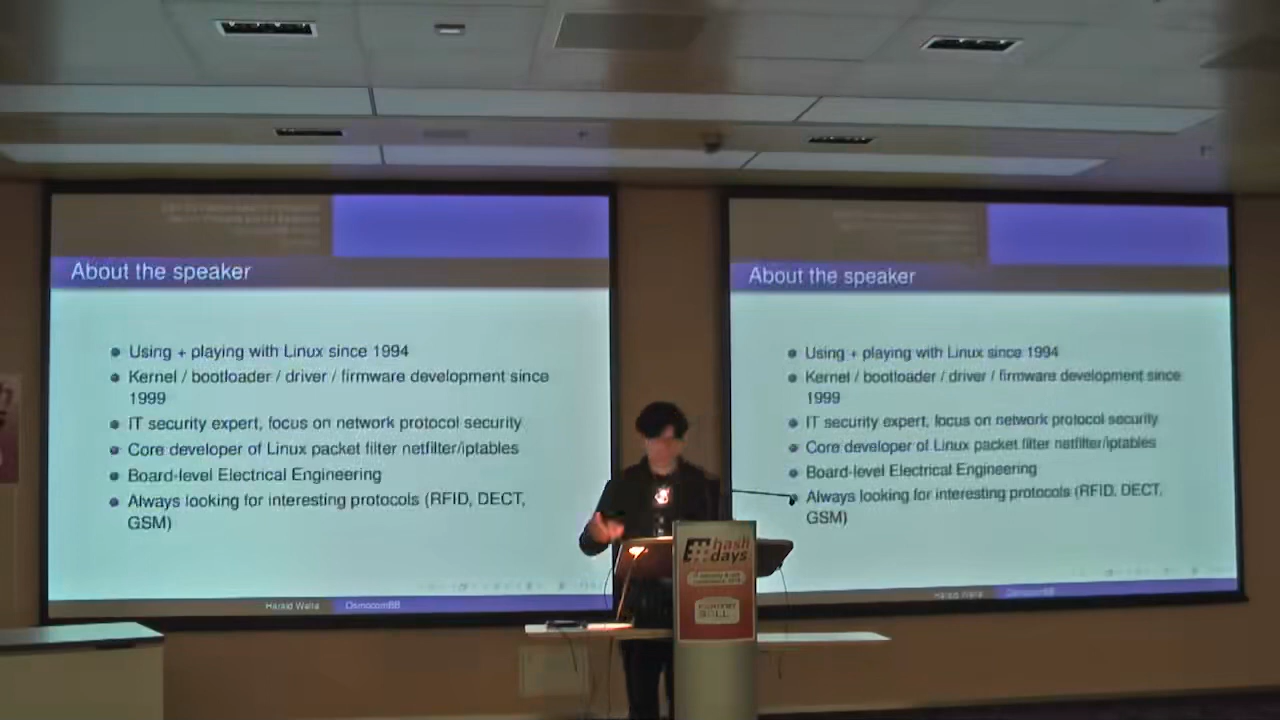 About the speaker
Using + playing with Linux since 1994
Kernel / bootloader / driver / firmware development since
1999
IT security expert, focus on network protocol security
Core developer of Linux packet filter netfilter/iptables
Board-level Electrical Engineering
Always looking for interesting protocols (RFID, DECT,
GSM)
Harald Welte OsmocomBB
About the speaker
Using + playing with Linux since 1994
Kernel / bootloader / driver / firmware development since
1999
IT security expert, focus on network protocol security
Core developer of Linux packet filter netfilter/iptables
Board-level Electrical Engineering
Always looking for interesting protocols (RFID, DECT,
GSM)
Harald Welte OsmocomBB
#hash
days